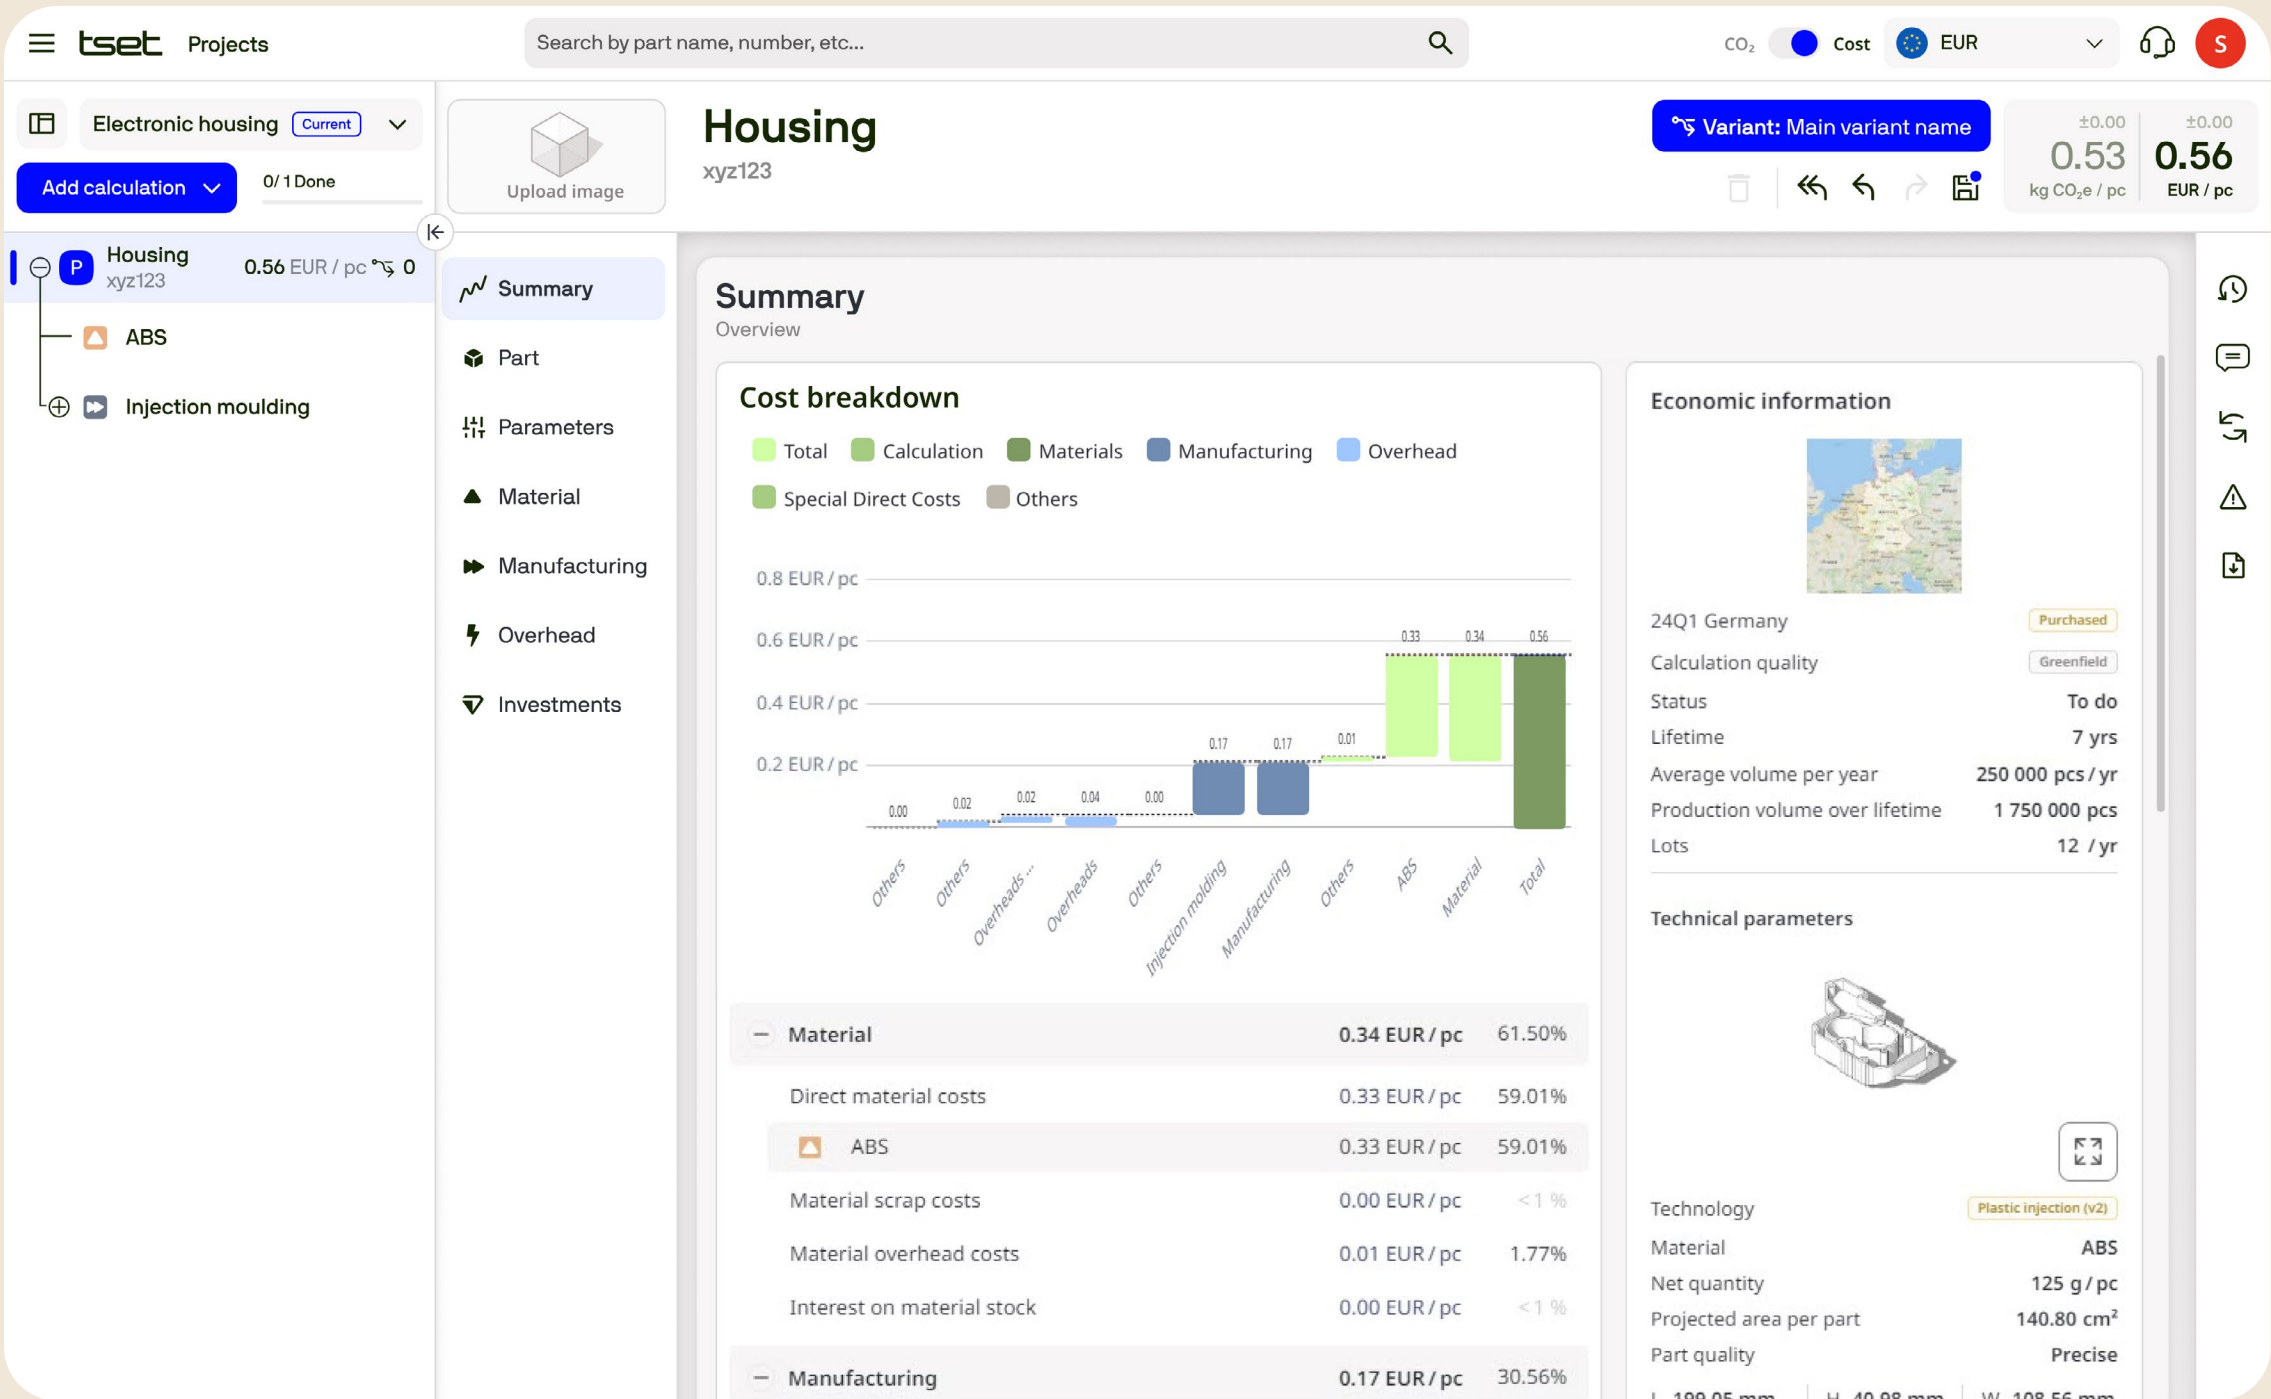 tset Projects
Search by part name, number, etc...
CO₂ Cost EUR S
Electronic housing Current
Add calculation 0/ 1 Done
Upload image
Housing
xyz123
Variant: Main variant name
±0.00 ±0.00
0.53 0.56
kg CO₂e / pc EUR / pc
P Housing 0.56 EUR / pc 0
xyz123
ABS
Injection moulding
Summary
Part
Parameters
Material
Manufacturing
Overhead
Investments
Summary
Overview
Cost breakdown
Total Calculation Materials Manufacturing Overhead
Special Direct Costs Others
0.8 EUR / pc
0.6 EUR / pc
0.4 EUR / pc
0.2 EUR / pc
0.00 0.02 0.02 0.04 0.00 0.17 0.17 0.01 0.33 0.34 0.56
Others Others Overheads ... Overheads Others Injection molding Manufacturing Others ABS Material Total
Material 0.34 EUR / pc 61.50%
Direct material costs 0.33 EUR / pc 59.01%
ABS 0.33 EUR / pc 59.01%
Material scrap costs 0.00 EUR / pc <1 %
Material overhead costs 0.01 EUR / pc 1.77%
Interest on material stock 0.00 EUR / pc <1 %
Manufacturing 0.17 EUR / pc 30.56%
Economic information
24Q1 Germany Purchased
Calculation quality Greenfield
Status To do
Lifetime 7 yrs
Average volume per year 250 000 pcs / yr
Production volume over lifetime 1 750 000 pcs
Lots 12 / yr
Technical parameters
Technology Plastic injection (v2)
Material ABS
Net quantity 125 g / pc
Projected area per part 140.80 cm²
Part quality Precise
L 199.05 mm H 40.98 mm W 108.56 mm